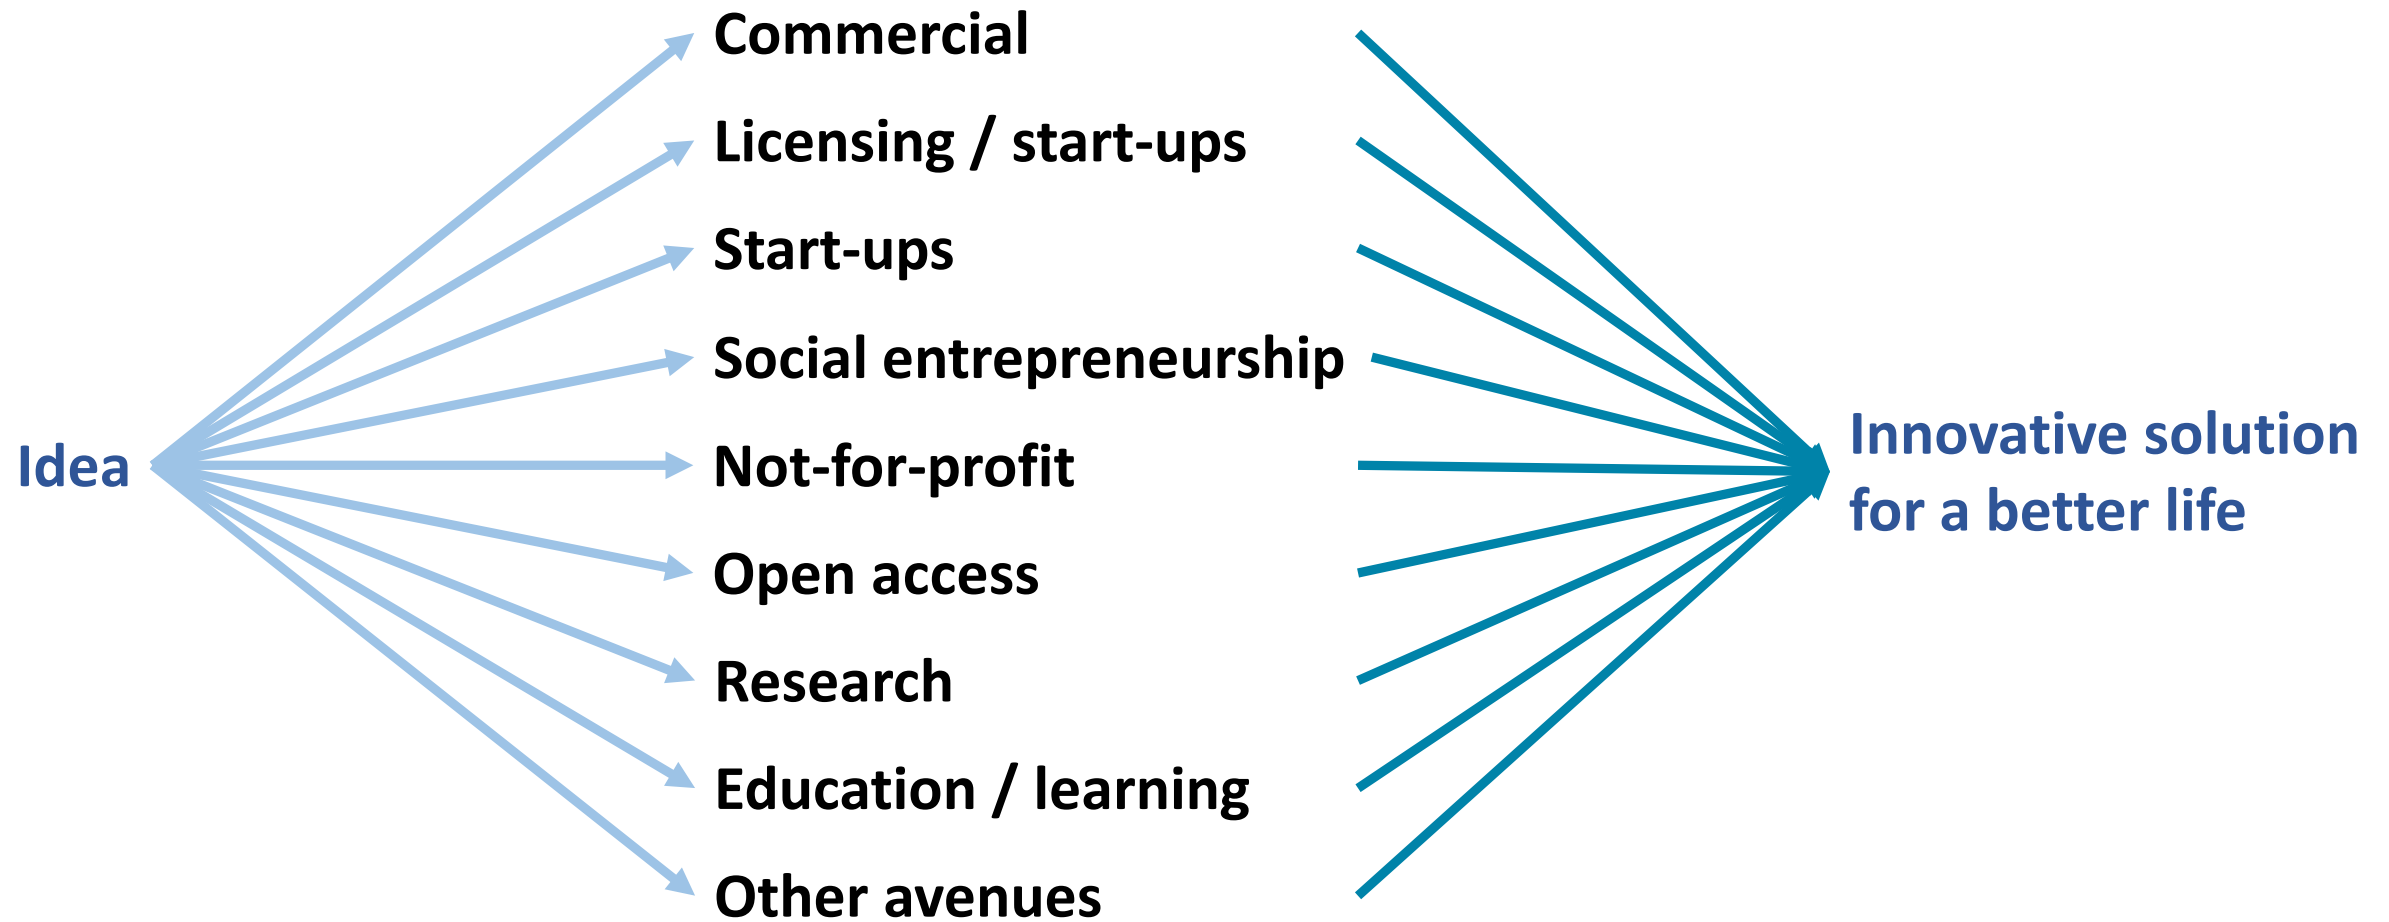 Idea
Commercial
Licensing / start-ups
Start-ups
Social entrepreneurship
Not-for-profit
Open access
Research
Education / learning
Other avenues
Innovative solution
for a better life